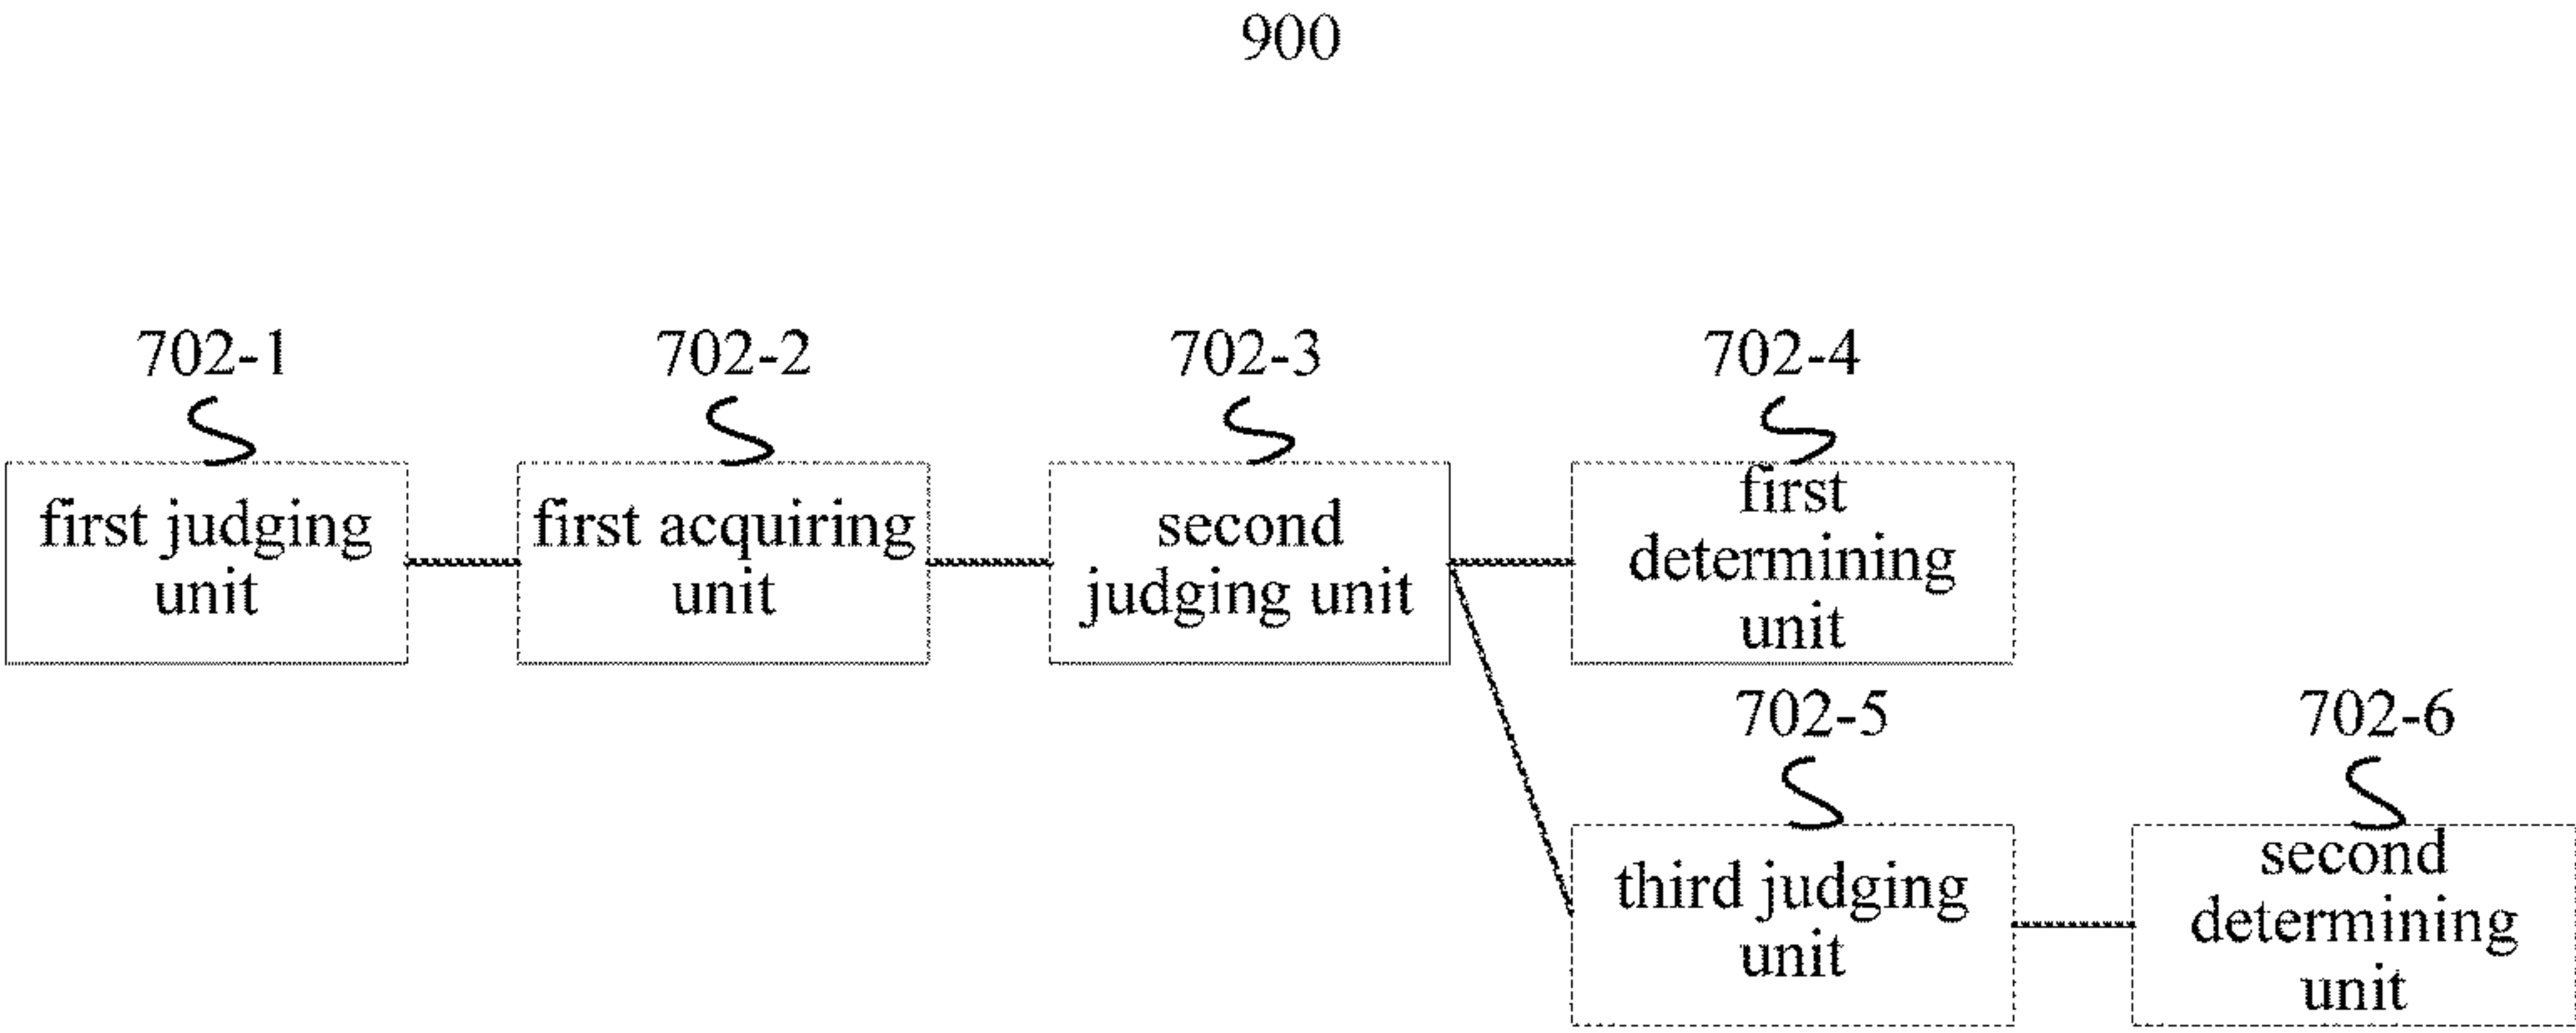 900
702-1
702-2
702-3
702-4
first judging
unit
first acquiring
unit
second
judging unit
first
determining
unit
702-5
702-6
third judging
unit
second
determining
unit